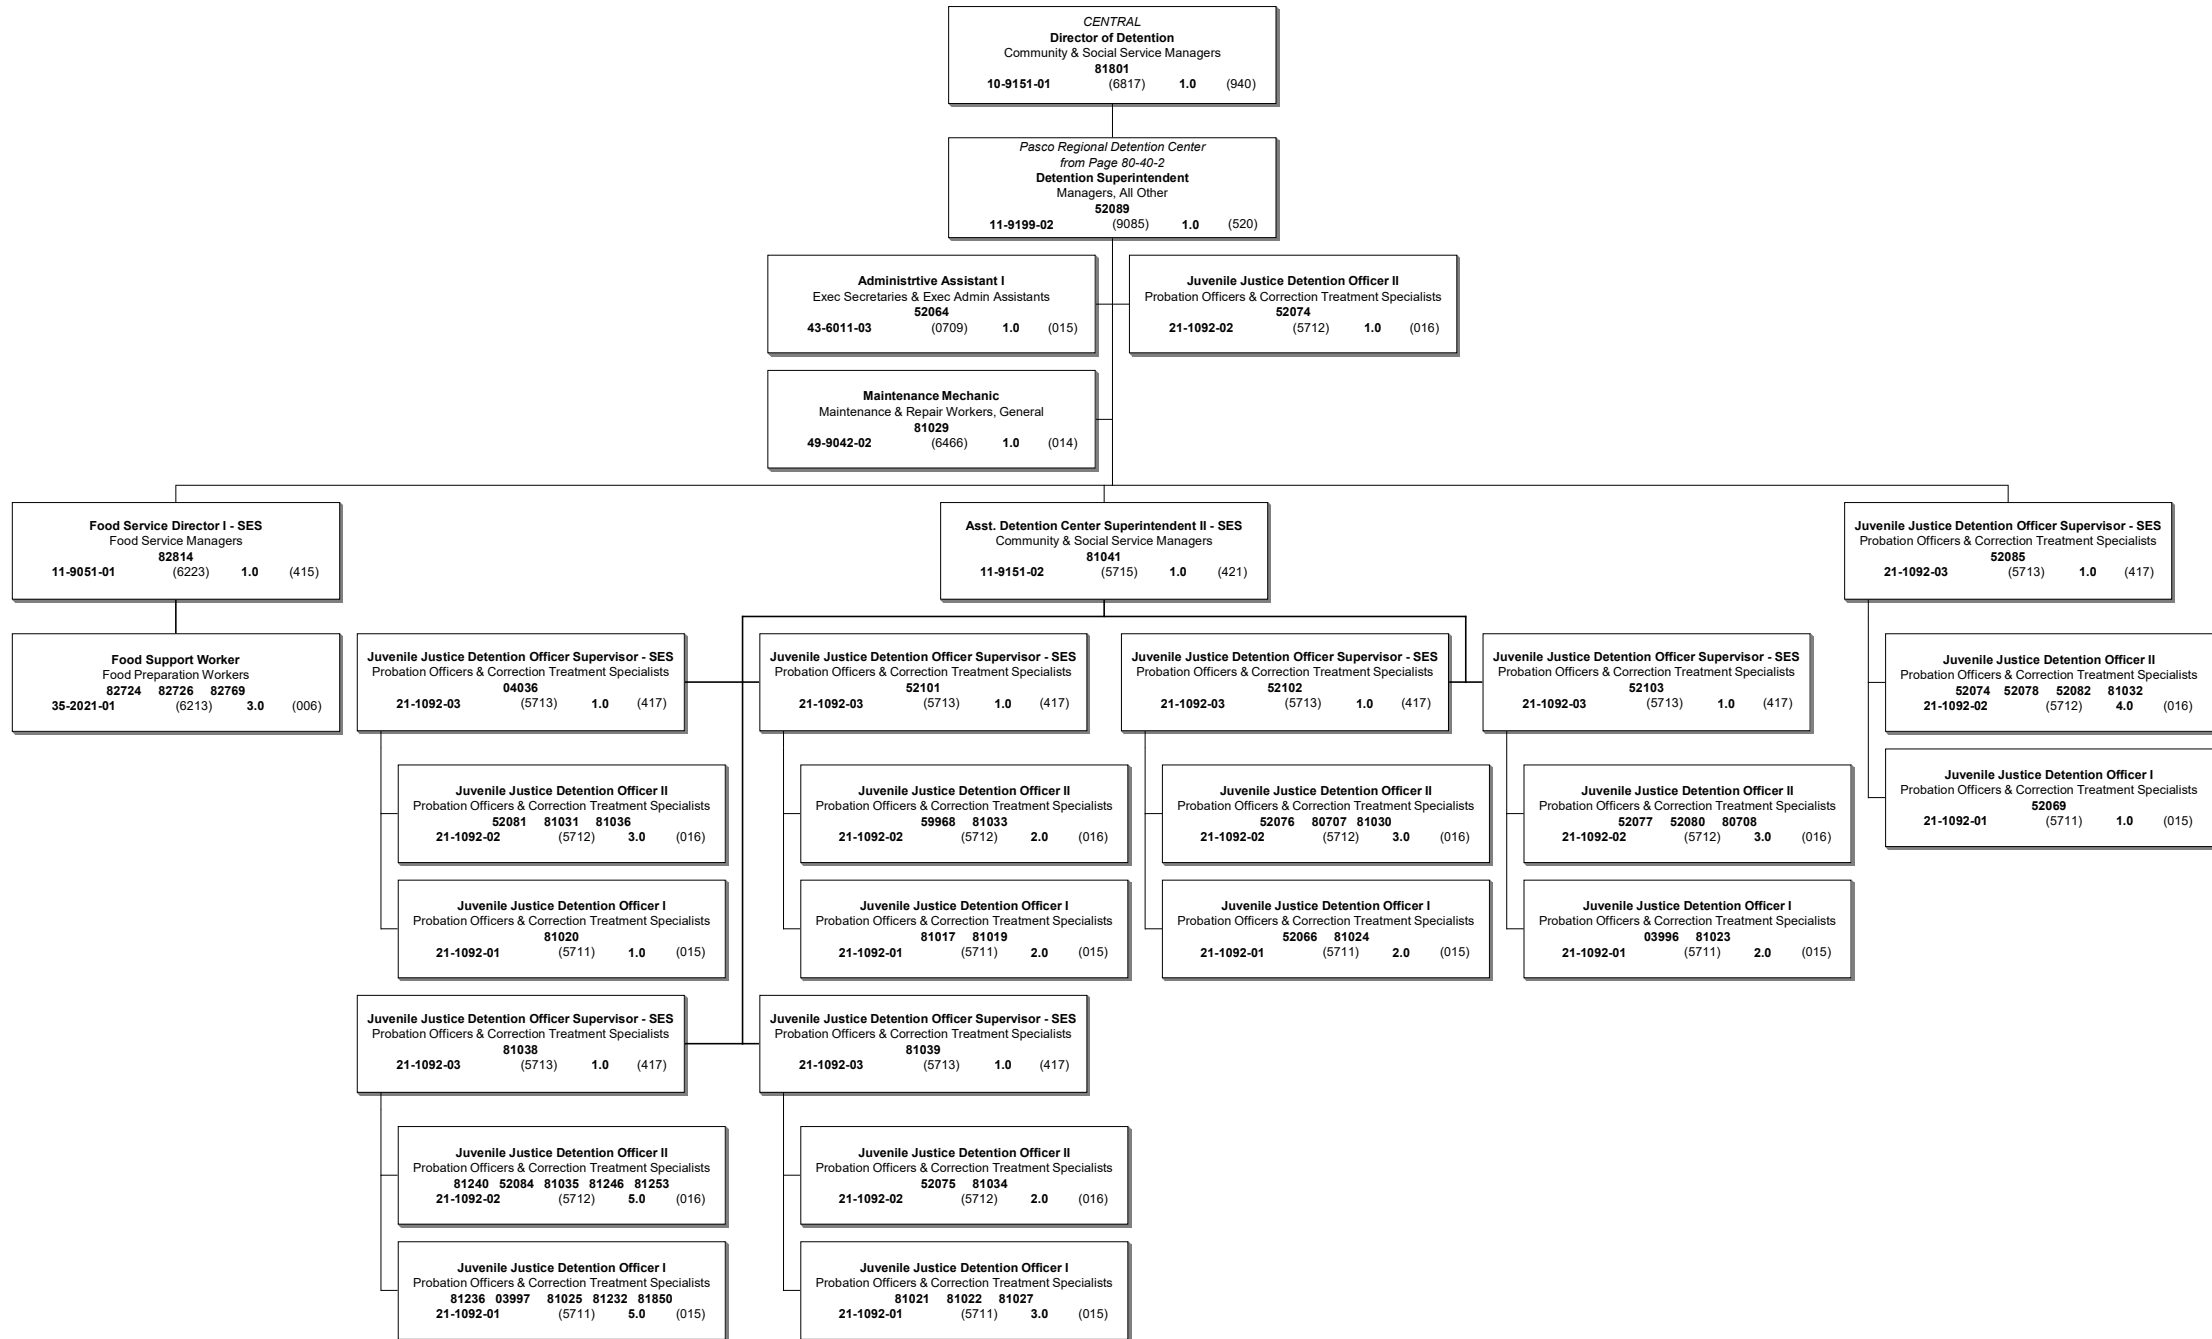 CENTRAL
Director of Detention
Community & Social Service Managers
81801
10-9151-01 (6817) 1.0 (940)
Pasco Regional Detention Center
from Page 80-40-2
Detention Superintendent
Managers, All Other
52089
11-9199-02 (9085) 1.0 (520)
Administrtive Assistant I
Exec Secretaries & Exec Admin Assistants
52064
43-6011-03 (0709) 1.0 (015)
Juvenile Justice Detention Officer II
Probation Officers & Correction Treatment Specialists
52074
21-1092-02 (5712) 1.0 (016)
Maintenance Mechanic
Maintenance & Repair Workers, General
81029
49-9042-02 (6466) 1.0 (014)
Food Service Director I - SES
Food Service Managers
82814
11-9051-01 (6223) 1.0 (415)
Asst. Detention Center Superintendent II - SES
Community & Social Service Managers
81041
11-9151-02 (5715) 1.0 (421)
Juvenile Justice Detention Officer Supervisor - SES
Probation Officers & Correction Treatment Specialists
52085
21-1092-03 (5713) 1.0 (417)
Food Support Worker
Food Preparation Workers
82724 82726 82769
35-2021-01 (6213) 3.0 (006)
Juvenile Justice Detention Officer Supervisor - SES
Probation Officers & Correction Treatment Specialists
04036
21-1092-03 (5713) 1.0 (417)
Juvenile Justice Detention Officer Supervisor - SES
Probation Officers & Correction Treatment Specialists
52101
21-1092-03 (5713) 1.0 (417)
Juvenile Justice Detention Officer Supervisor - SES
Probation Officers & Correction Treatment Specialists
52102
21-1092-03 (5713) 1.0 (417)
Juvenile Justice Detention Officer Supervisor - SES
Probation Officers & Correction Treatment Specialists
52103
21-1092-03 (5713) 1.0 (417)
Juvenile Justice Detention Officer II
Probation Officers & Correction Treatment Specialists
52074 52078 52082 81032
21-1092-02 (5712) 4.0 (016)
Juvenile Justice Detention Officer I
Probation Officers & Correction Treatment Specialists
52069
21-1092-01 (5711) 1.0 (015)
Juvenile Justice Detention Officer II
Probation Officers & Correction Treatment Specialists
52081 81031 81036
21-1092-02 (5712) 3.0 (016)
Juvenile Justice Detention Officer II
Probation Officers & Correction Treatment Specialists
59968 81033
21-1092-02 (5712) 2.0 (016)
Juvenile Justice Detention Officer II
Probation Officers & Correction Treatment Specialists
52076 80707 81030
21-1092-02 (5712) 3.0 (016)
Juvenile Justice Detention Officer II
Probation Officers & Correction Treatment Specialists
52077 52080 80708
21-1092-02 (5712) 3.0 (016)
Juvenile Justice Detention Officer I
Probation Officers & Correction Treatment Specialists
81020
21-1092-01 (5711) 1.0 (015)
Juvenile Justice Detention Officer I
Probation Officers & Correction Treatment Specialists
81017 81019
21-1092-01 (5711) 2.0 (015)
Juvenile Justice Detention Officer I
Probation Officers & Correction Treatment Specialists
52066 81024
21-1092-01 (5711) 2.0 (015)
Juvenile Justice Detention Officer I
Probation Officers & Correction Treatment Specialists
03996 81023
21-1092-01 (5711) 2.0 (015)
Juvenile Justice Detention Officer Supervisor - SES
Probation Officers & Correction Treatment Specialists
81038
21-1092-03 (5713) 1.0 (417)
Juvenile Justice Detention Officer Supervisor - SES
Probation Officers & Correction Treatment Specialists
81039
21-1092-03 (5713) 1.0 (417)
Juvenile Justice Detention Officer II
Probation Officers & Correction Treatment Specialists
81240 52084 81035 81246 81253
21-1092-02 (5712) 5.0 (016)
Juvenile Justice Detention Officer II
Probation Officers & Correction Treatment Specialists
52075 81034
21-1092-02 (5712) 2.0 (016)
Juvenile Justice Detention Officer I
Probation Officers & Correction Treatment Specialists
81236 03997 81025 81232 81850
21-1092-01 (5711) 5.0 (015)
Juvenile Justice Detention Officer I
Probation Officers & Correction Treatment Specialists
81021 81022 81027
21-1092-01 (5711) 3.0 (015)